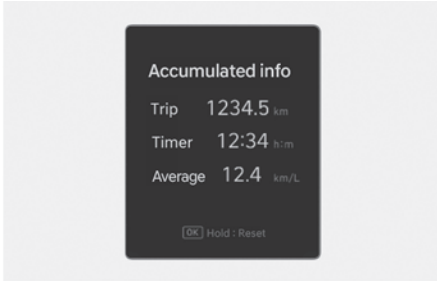 Accumulated info
Trip 1234.5 km
Timer 12:34 h:m
Average 12.4 km/L
OK Hold : Reset